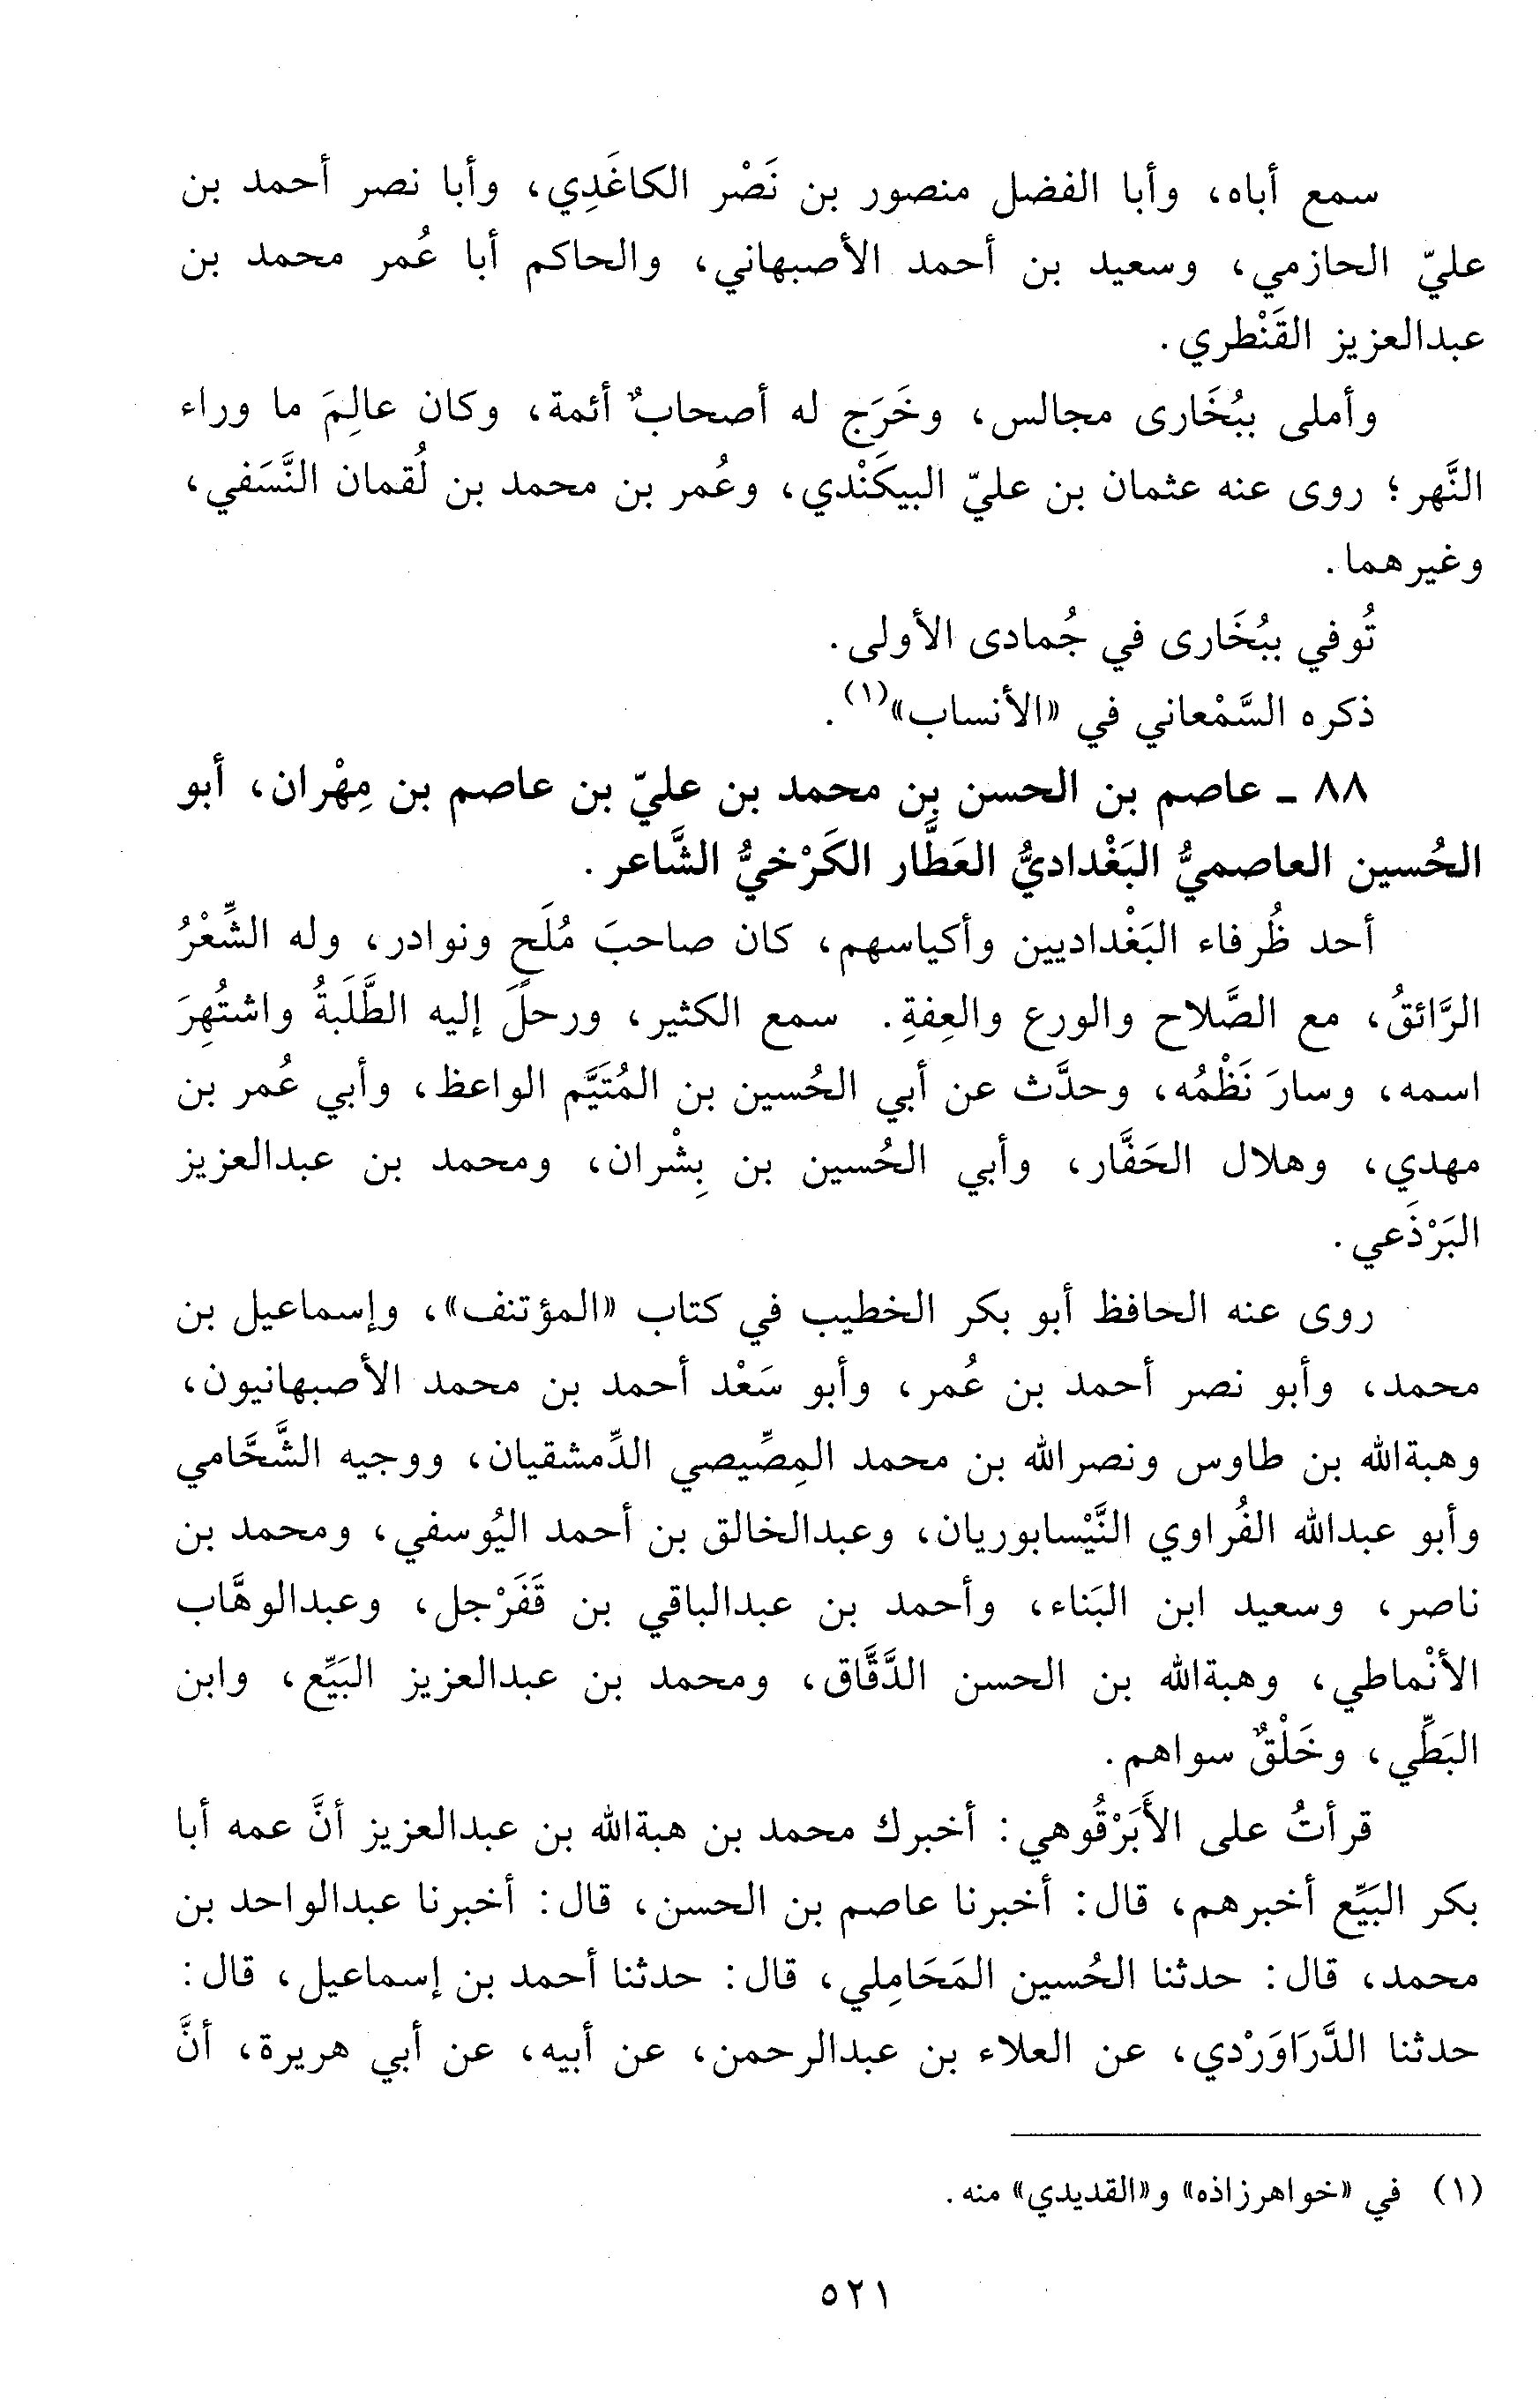 سمع أباه، وأبا الفضل منصور بن نَصْر الكاغَدِي، وأبا نصر أحمد بن
عليّ الحازمي، وسعيد بن أحمد الأصبهاني، والحاكم أبا عُمر محمد بن
عبدالعزيز القَنْطري.
وأملى ببُخَارى مجالس، وخَرَج له أصحابٌ أئمة، وكان عالِمَ ما وراء
النَّهر؛ روى عنه عثمان بن عليّ البيكَنْدي، وعُمر بن محمد بن لُقمان النَّسَفي،
وغيرهما.
تُوفي ببُخَارى في جُمادى الأولى.
ذكره السَّمْعاني في «الأنساب»(١).
٨٨ - عاصم بن الحسن بن محمد بن عليّ بن عاصم بن مِهْران، أبو
الحُسين العاصميُّ البَغْداديُّ العَطَّار الكَرْخيُّ الشَّاعر.
أحد ظُرفاء البَغْداديين وأكياسهم، كان صاحبَ مُلَح ونوادر، وله الشِّعْرُ
الرَّائقُ، مع الصَّلاح والورع والعِفةِ. سمع الكثير، ورحلَ إليه الطَّلَبةُ واشتُهِرَ
اسمه، وسارَ نَظْمُه، وحدَّث عن أبي الحُسين بن المُتَيَّم الواعظ، وأبي عُمر بن
مهدي، وهلال الحَفَّار، وأبي الحُسين بن بِشْران، ومحمد بن عبدالعزيز
البَرْذَعي.
روى عنه الحافظ أبو بكر الخطيب في كتاب «المؤتنف»، وإسماعيل بن
محمد، وأبو نصر أحمد بن عُمر، وأبو سَعْد أحمد بن محمد الأصبهانيون،
وهبةالله بن طاوس ونصرالله بن محمد المِصِّيصي الدِّمشقيان، ووجيه الشَّحَّامي
وأبو عبدالله الفُراوي النَّيْسابوريان، وعبدالخالق بن أحمد اليُوسفي، ومحمد بن
ناصر، وسعيد ابن البَناء، وأحمد بن عبدالباقي بن قَفَرْجل، وعبدالوهَّاب
الأنْماطي، وهبةالله بن الحسن الدَّقَّاق، ومحمد بن عبدالعزيز البَيِّع، وابن
البَطِّي، وخَلْقٌ سواهم.
قرأتُ على الأَبَرْقُوهي: أخبرك محمد بن هبةالله بن عبدالعزيز أنَّ عمه أبا
بكر البَيِّع أخبرهم، قال: أخبرنا عاصم بن الحسن، قال: أخبرنا عبدالواحد بن
محمد، قال: حدثنا الحُسين المَحَامِلي، قال: حدثنا أحمد بن إسماعيل، قال:
حدثنا الدَّرَاوَرْدي، عن العلاء بن عبدالرحمن، عن أبيه، عن أبي هريرة، أنَّ
(١) في «خواهرزاذه» و«القديدي» منه.
٥٢١